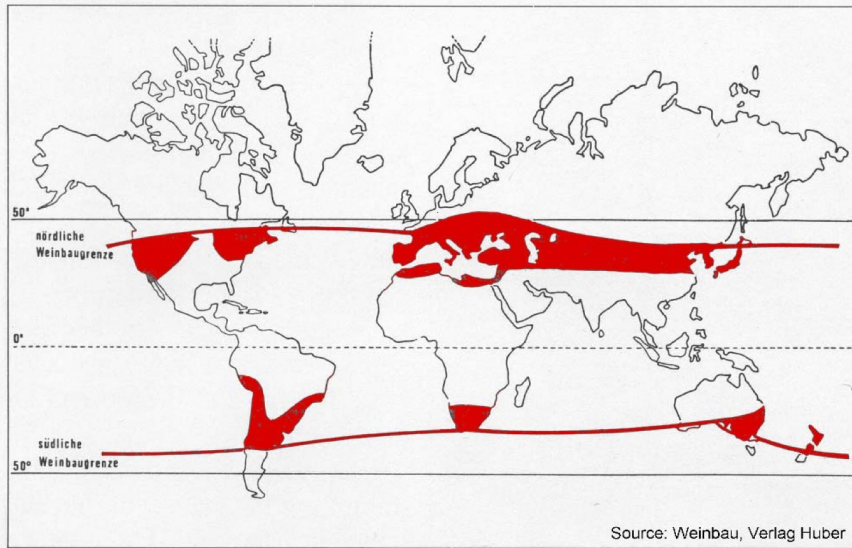 50°
nördliche
Weinbaugrenze
0°
südliche
Weinbaugrenze
50°
Source: Weinbau, Verlag Huber